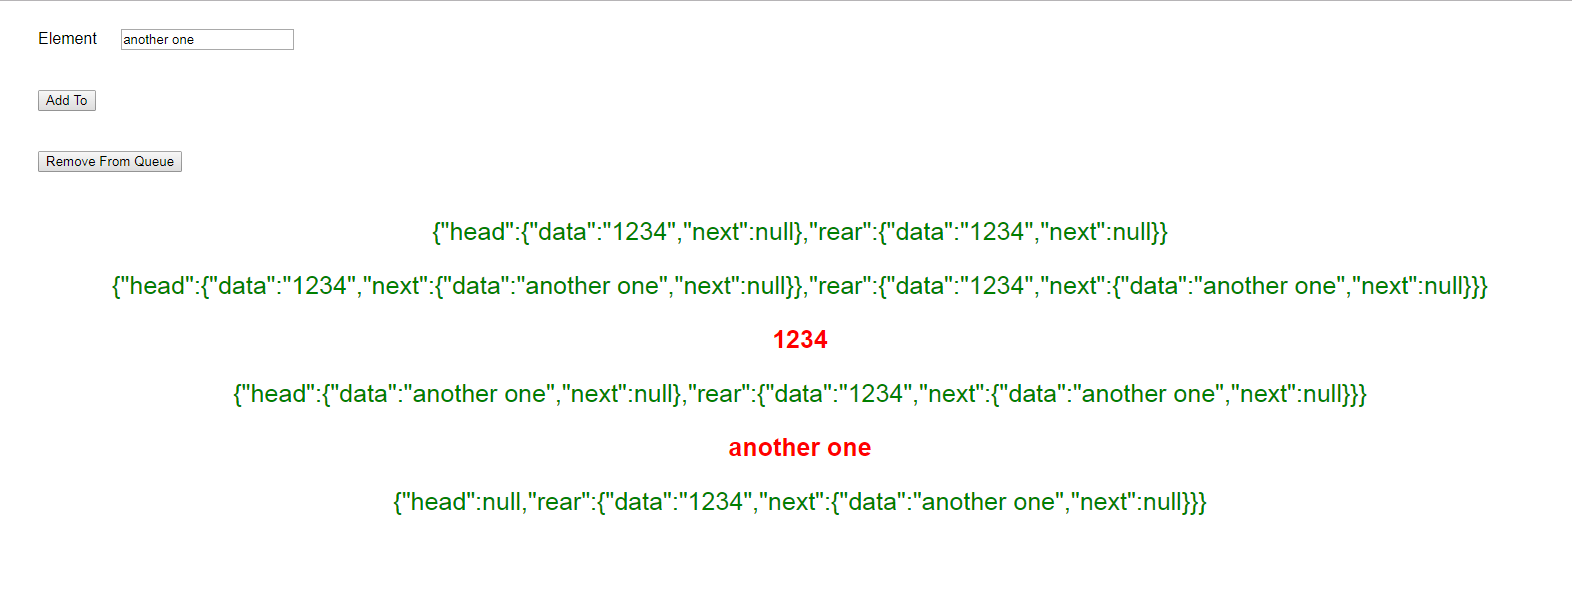 Element another one
Add To
Remove From Queue
{"head":{"data":"1234","next":null},"rear":{"data":"1234","next":null}}
{"head":{"data":"1234","next":{"data":"another one","next":null}},"rear":{"data":"1234","next":{"data":"another one","next":null}}}
1234
{"head":{"data":"another one","next":null},"rear":{"data":"1234","next":{"data":"another one","next":null}}}
another one
{"head":null,"rear":{"data":"1234","next":{"data":"another one","next":null}}}